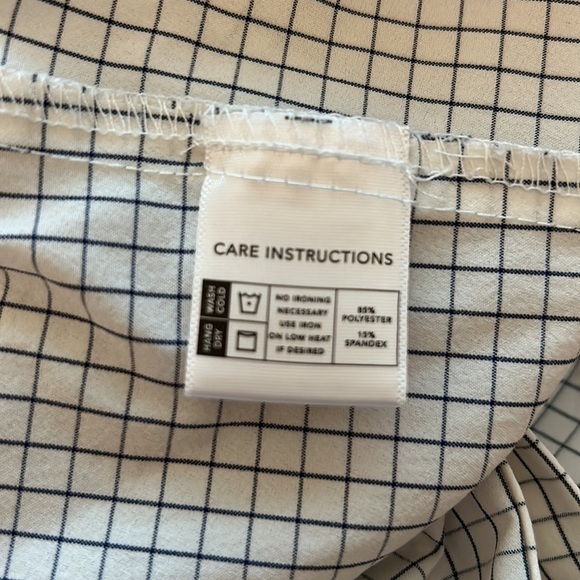 CARE INSTRUCTIONS
WASH COLD
HANG DRY
NO IRONING
NECESSARY
USE IRON
ON LOW HEAT
IF DESIRED
85%
POLYESTER
15%
SPANDEX